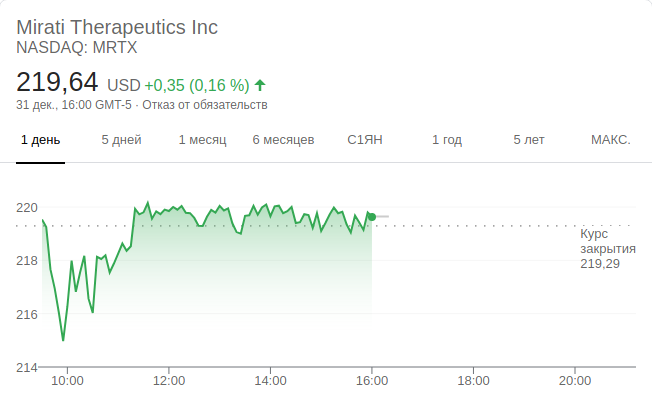 Mirati Therapeutics Inc
NASDAQ: MRTX
219,64 USD +0,35 (0,16 %)
31 дек., 16:00 GMT-5 · Отказ от обязательств
1 день 5 дней 1 месяц 6 месяцев С1ЯН 1 год 5 лет МАКС.
220
Курс
закрытия
219,29
218
216
214
10:00 12:00 14:00 16:00 18:00 20:00